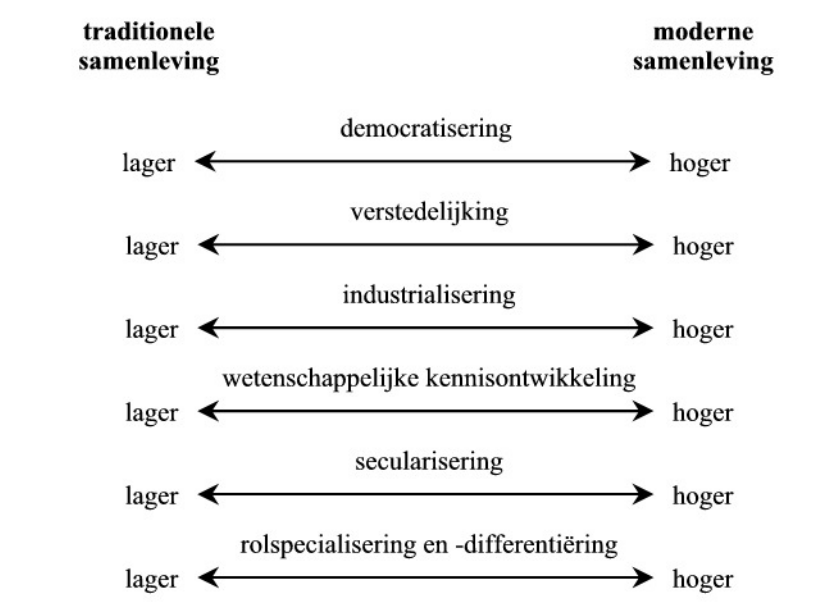 traditionele moderne
samenleving samenleving
democratisering
lager hoger
verstedelijking
lager hoger
industrialisering
lager hoger
wetenschappelijke kennisontwikkeling
lager hoger
secularisering
lager hoger
rolspecialisering en -differentiëring
lager hoger